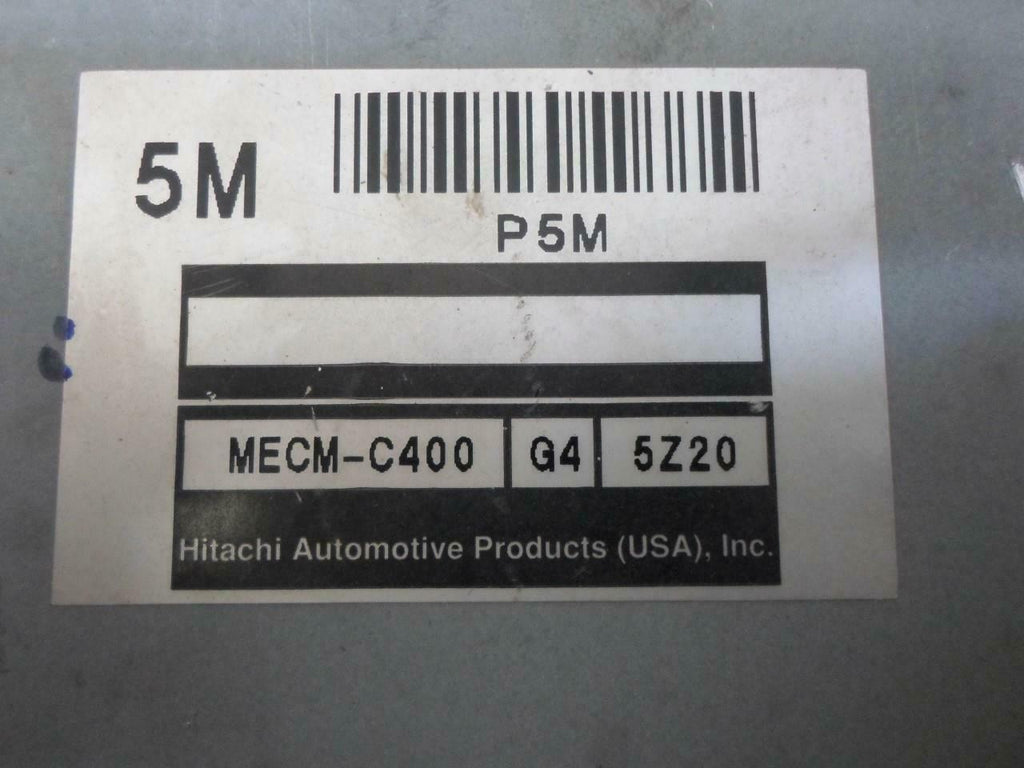 5M
P5M
MECM-C400 G4 5Z20
Hitachi Automotive Products (USA), Inc.